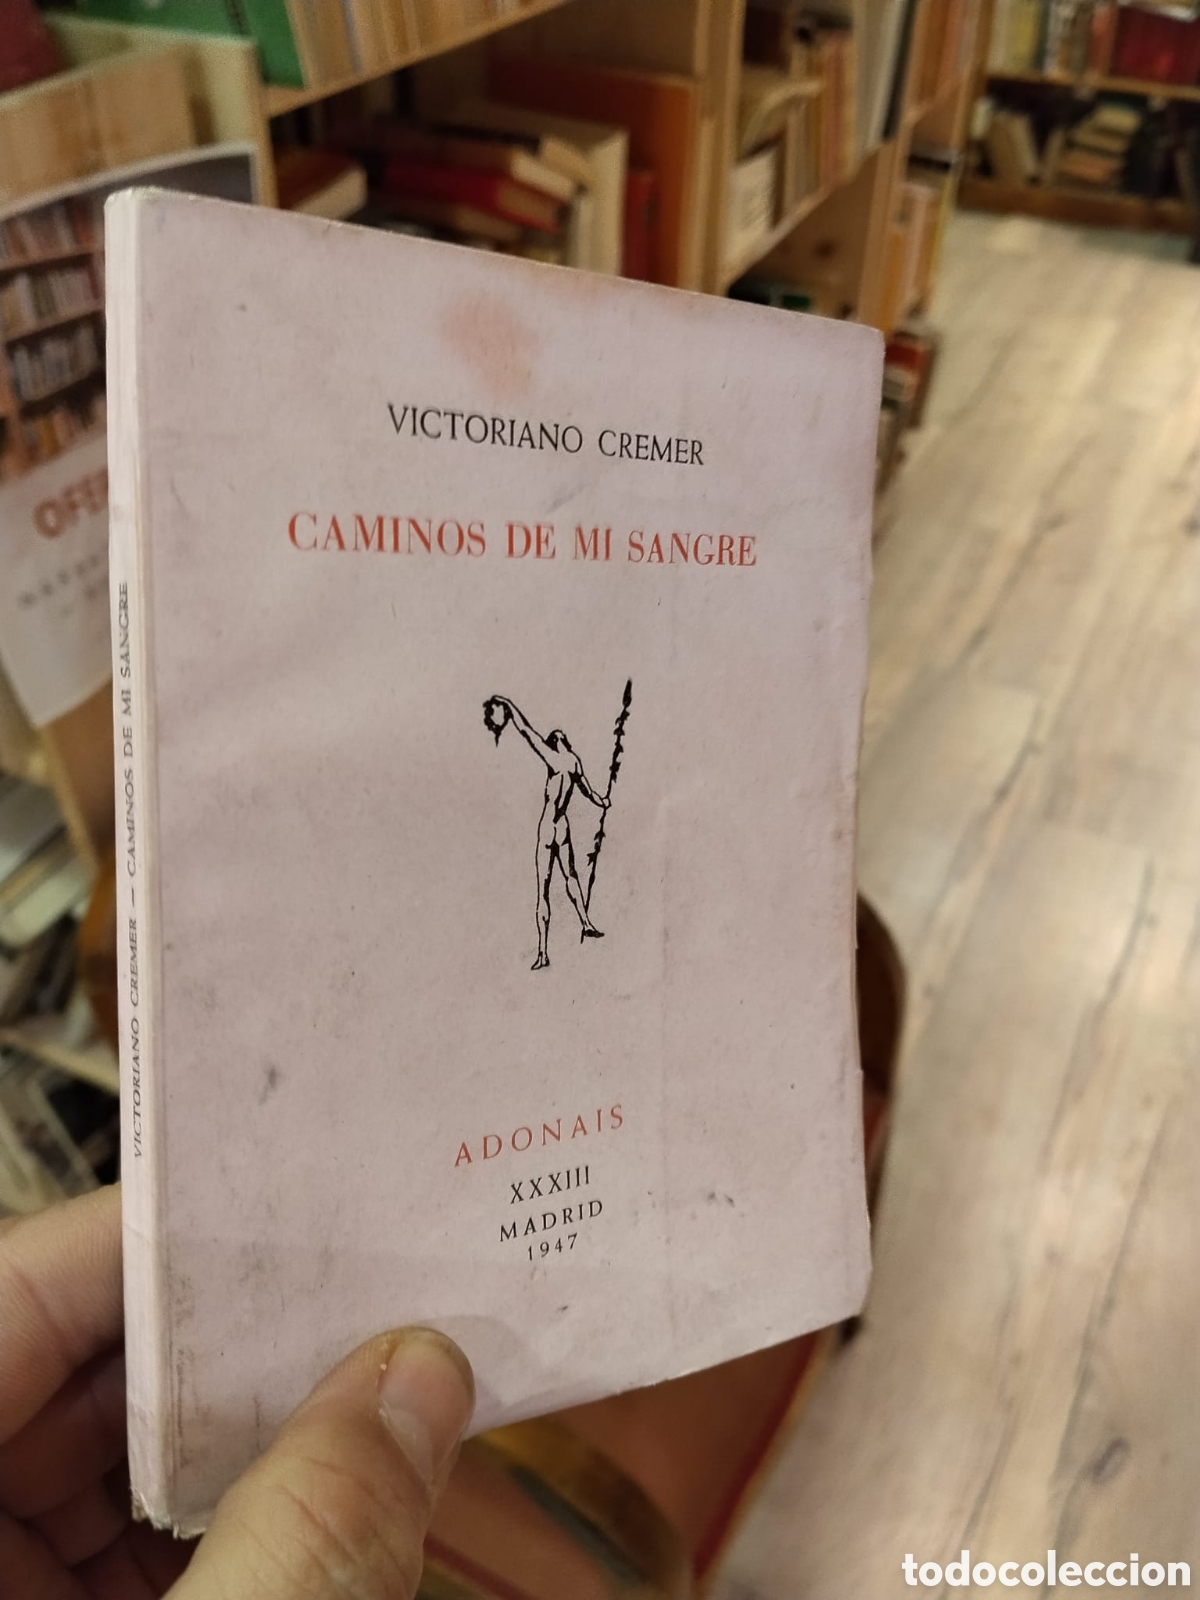 VICTORIANO CREMER
CAMINOS DE MI SANGRE
ADONAIS
XXXIII
MADRID
1947
VICTORIANO CREMER — CAMINOS DE MI SANGRE
todocoleccion